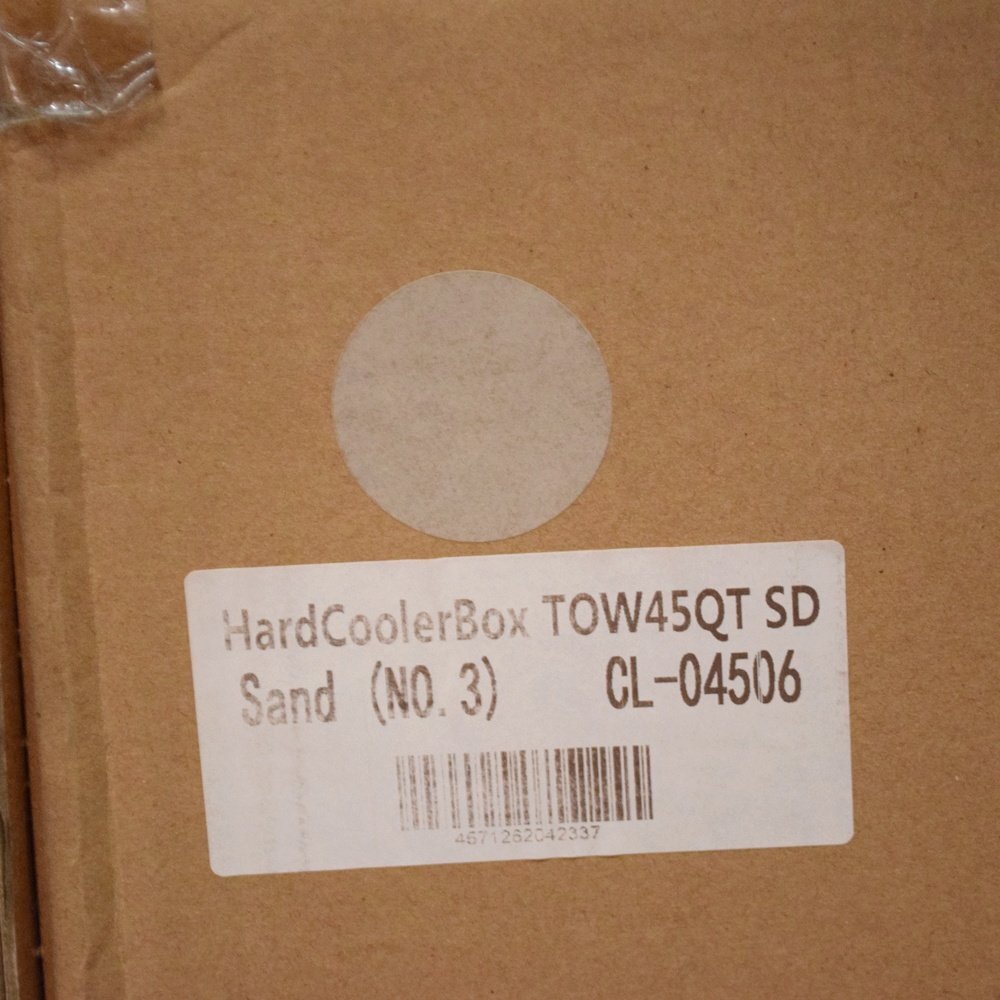 HardCoolerBox TOW45QT SD
Sand (NO. 3) CL-04506
4571262042337